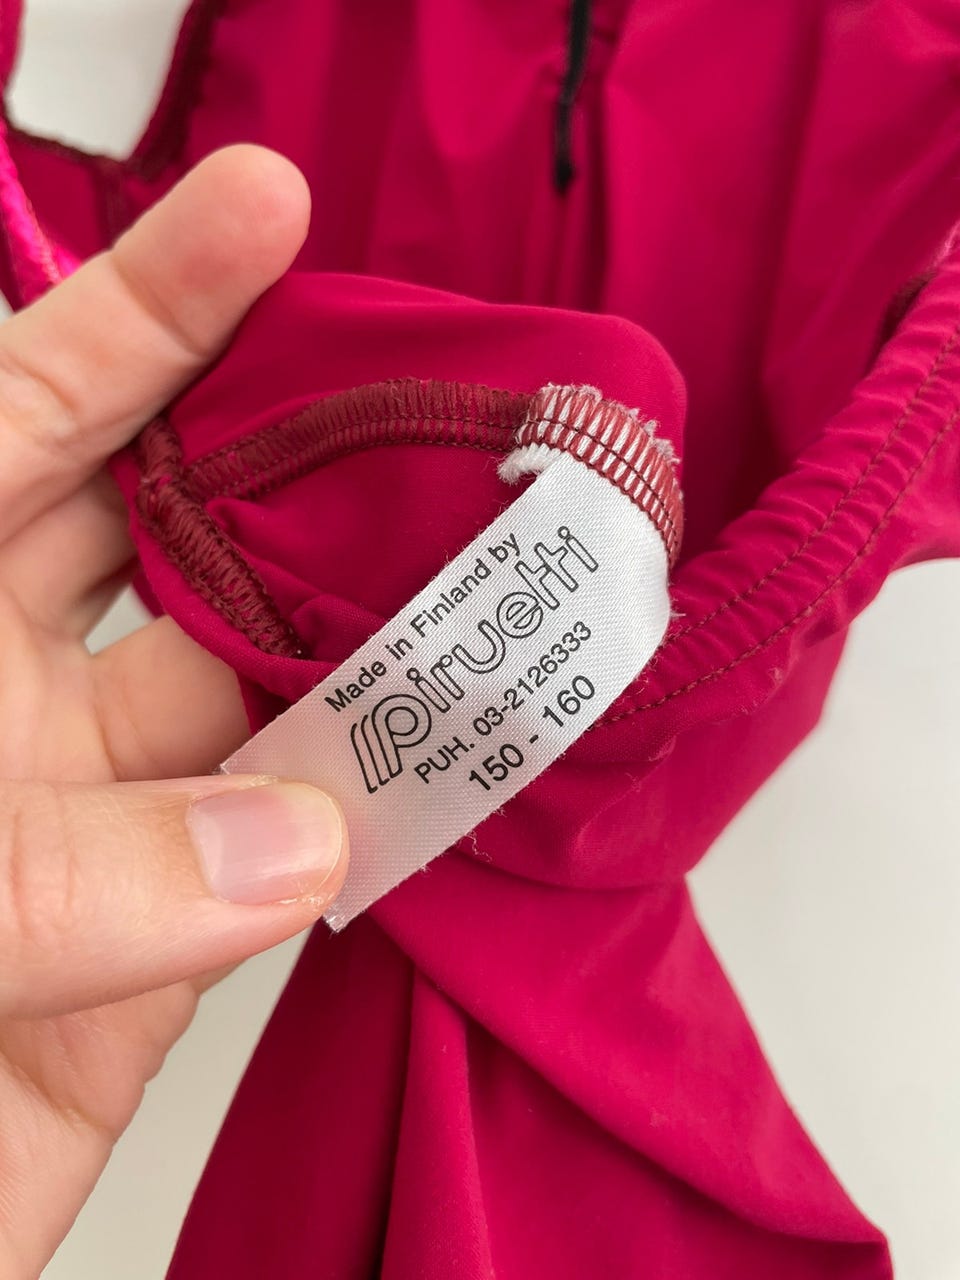 Made in Finland by
piruetti
PUH. 03-2126333
150 - 160